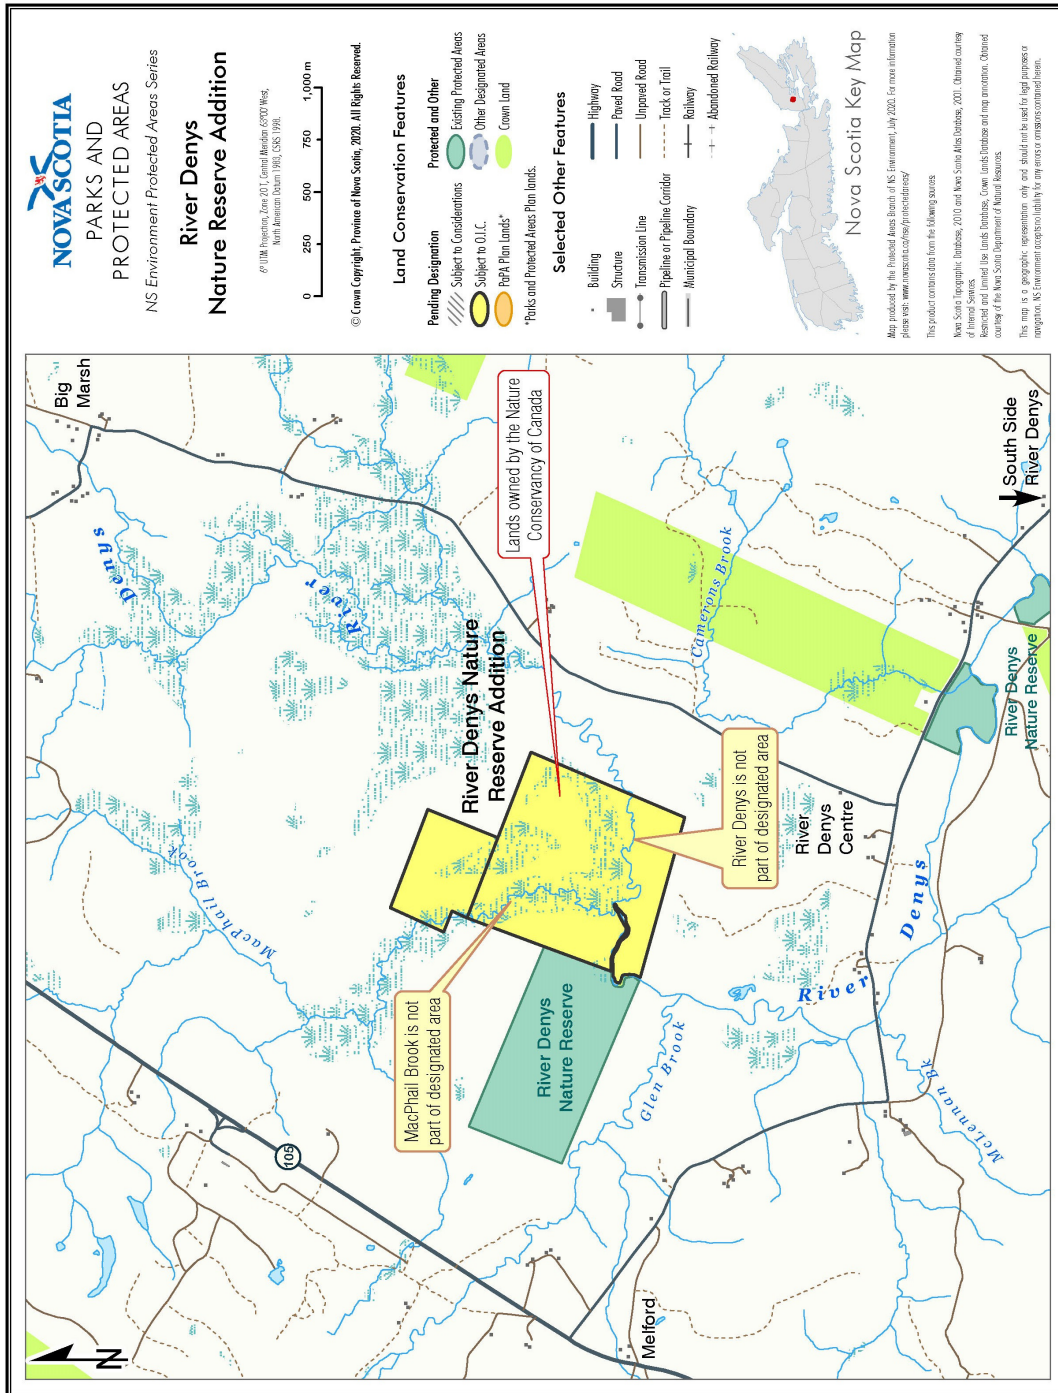 NOVA SCOTIA
PARKS AND
PROTECTED AREAS
NS Environment Protected Areas Series
River Denys
Nature Reserve Addition
6° UTM Projection, Zone 20 T, Central Meridian 63°00' West,
North American Datum 1983, CSRS 1998.
0 250 500 750 1,000 m
© Crown Copyright, Province of Nova Scotia, 2020. All Rights Reserved.
Land Conservation Features
Pending Designation
Subject to Considerations
Subject to O.I.C.
PaPA Plan Lands*
Protected and Other
Existing Protected Areas
Other Designated Areas
Crown Land
*Parks and Protected Areas Plan lands.
Selected Other Features
Building
Structure
Transmission Line
Pipeline or Pipeline Corridor
Municipal Boundary
Highway
Paved Road
Unpaved Road
Track or Trail
Railway
Abandoned Railway
Nova Scotia Key Map
Map produced by the Protected Areas Branch of NS Environment, July 2020. For more information
please visit: www.novascotia.ca/nse/protectedareas/
This product contains data from the following sources:
Nova Scotia Topographic Database, 2010 and Nova Scotia Atlas Database, 2001. Obtained courtesy
of Internal Services.
Restricted and Limited Use Lands Database, Crown Lands Database and map annotation. Obtained
courtesy of the Nova Scotia Department of Natural Resources.
This map is a geographic representation only and should not be used for legal purposes or
navigation. NS Environment accepts no liability for any errors or omissions contained herein.
N
105
Melford
MacPhail Brook
MacPhail Brook is not
part of designated area
River Denys
Nature Reserve
Glen Brook
McLennan Bk
River Denys
River
Denys
Centre
River Denys Nature
Reserve Addition
River Denys is not
part of designated area
Lands owned by the Nature
Conservancy of Canada
River Denys
Big
Marsh
Camerons Brook
River Denys
Nature Reserve
South Side
River Denys